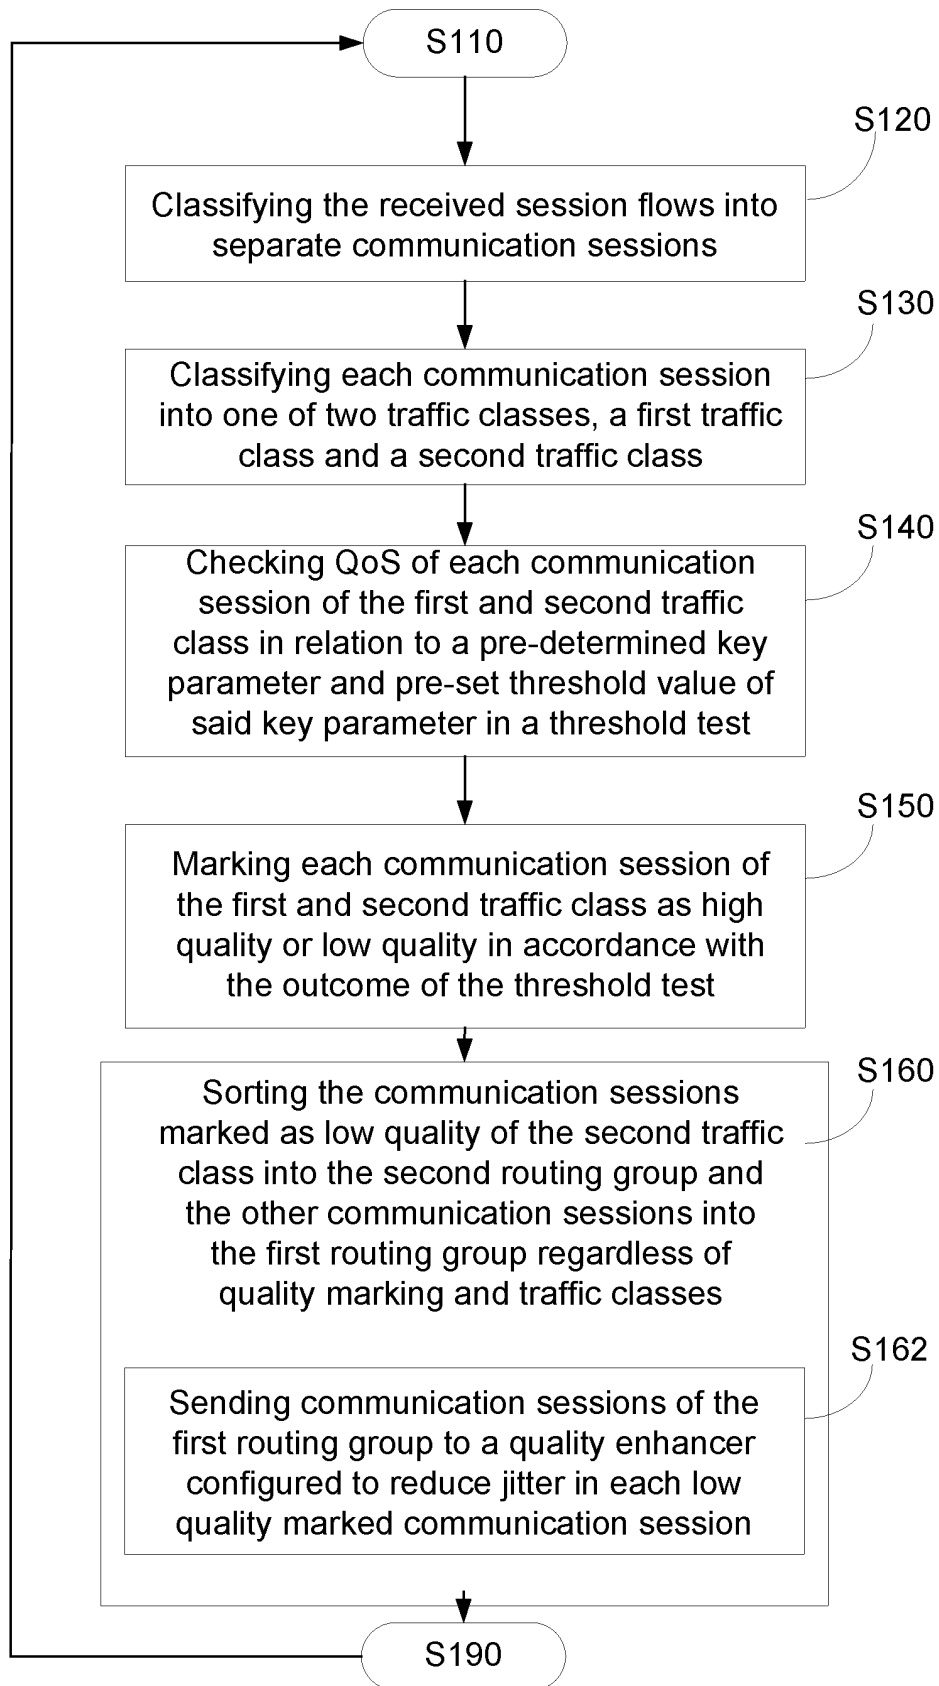 S110
S120
Classifying the received session flows into
separate communication sessions
S130
Classifying each communication session
into one of two traffic classes, a first traffic
class and a second traffic class
S140
Checking QoS of each communication
session of the first and second traffic
class in relation to a pre-determined key
parameter and pre-set threshold value of
said key parameter in a threshold test
S150
Marking each communication session of
the first and second traffic class as high
quality or low quality in accordance with
the outcome of the threshold test
S160
Sorting the communication sessions
marked as low quality of the second traffic
class into the second routing group and
the other communication sessions into
the first routing group regardless of
quality marking and traffic classes
S162
Sending communication sessions of the
first routing group to a quality enhancer
configured to reduce jitter in each low
quality marked communication session
S190